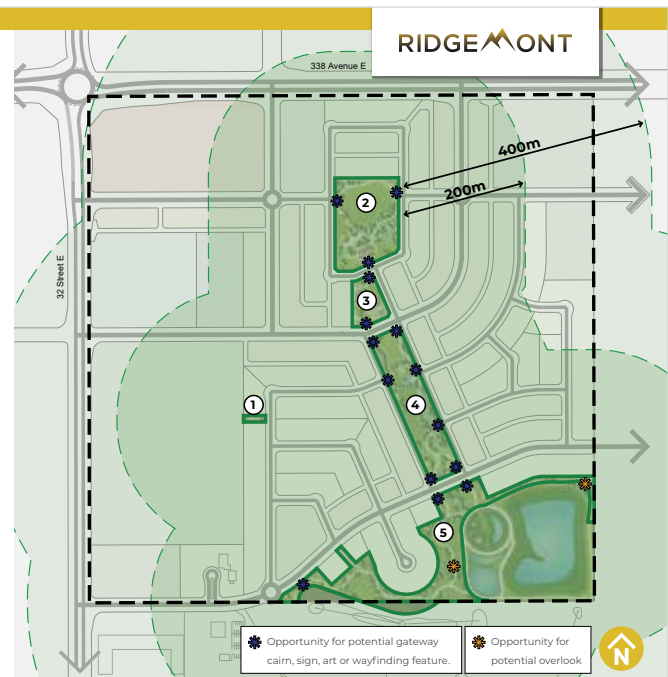 RIDGEMONT
338 Avenue E
400m
200m
2
32 Street E
3
1
4
5
Opportunity for potential gateway
cairn, sign, art or wayfinding feature.
Opportunity for
potential overlook
N